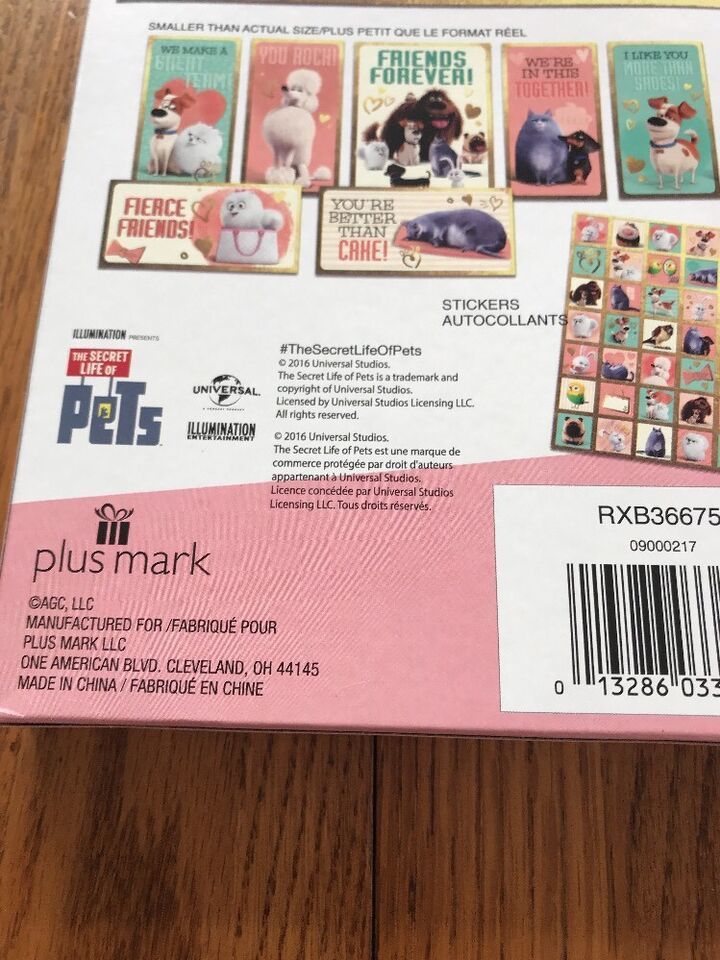 SMALLER THAN ACTUAL SIZE/PLUS PETIT QUE LE FORMAT RÉEL
WE MAKE A
GREAT
TEAM!
YOU ROCK!
FRIENDS
FOREVER!
WE'RE
IN THIS
TOGETHER!
I LIKE YOU
MORE THAN
SHOES!
FIERCE
FRIENDS!
YOU'RE
BETTER
THAN
CAKE!
STICKERS
AUTOCOLLANTS
ILLUMINATION PRESENTS
THE SECRET
LIFE OF
PETS
UNIVERSAL
ILLUMINATION
ENTERTAINMENT
#TheSecretLifeOfPets
© 2016 Universal Studios.
The Secret Life of Pets is a trademark and
copyright of Universal Studios.
Licensed by Universal Studios Licensing LLC.
All rights reserved.
© 2016 Universal Studios.
The Secret Life of Pets est une marque de
commerce protégée par droit d'auteurs
appartenant à Universal Studios.
Licence concédée par Universal Studios
Licensing LLC. Tous droits réservés.
plus mark
©AGC, LLC
MANUFACTURED FOR /FABRIQUÉ POUR
PLUS MARK LLC
ONE AMERICAN BLVD. CLEVELAND, OH 44145
MADE IN CHINA / FABRIQUÉ EN CHINE
RXB36675
09000217
0 13286 033